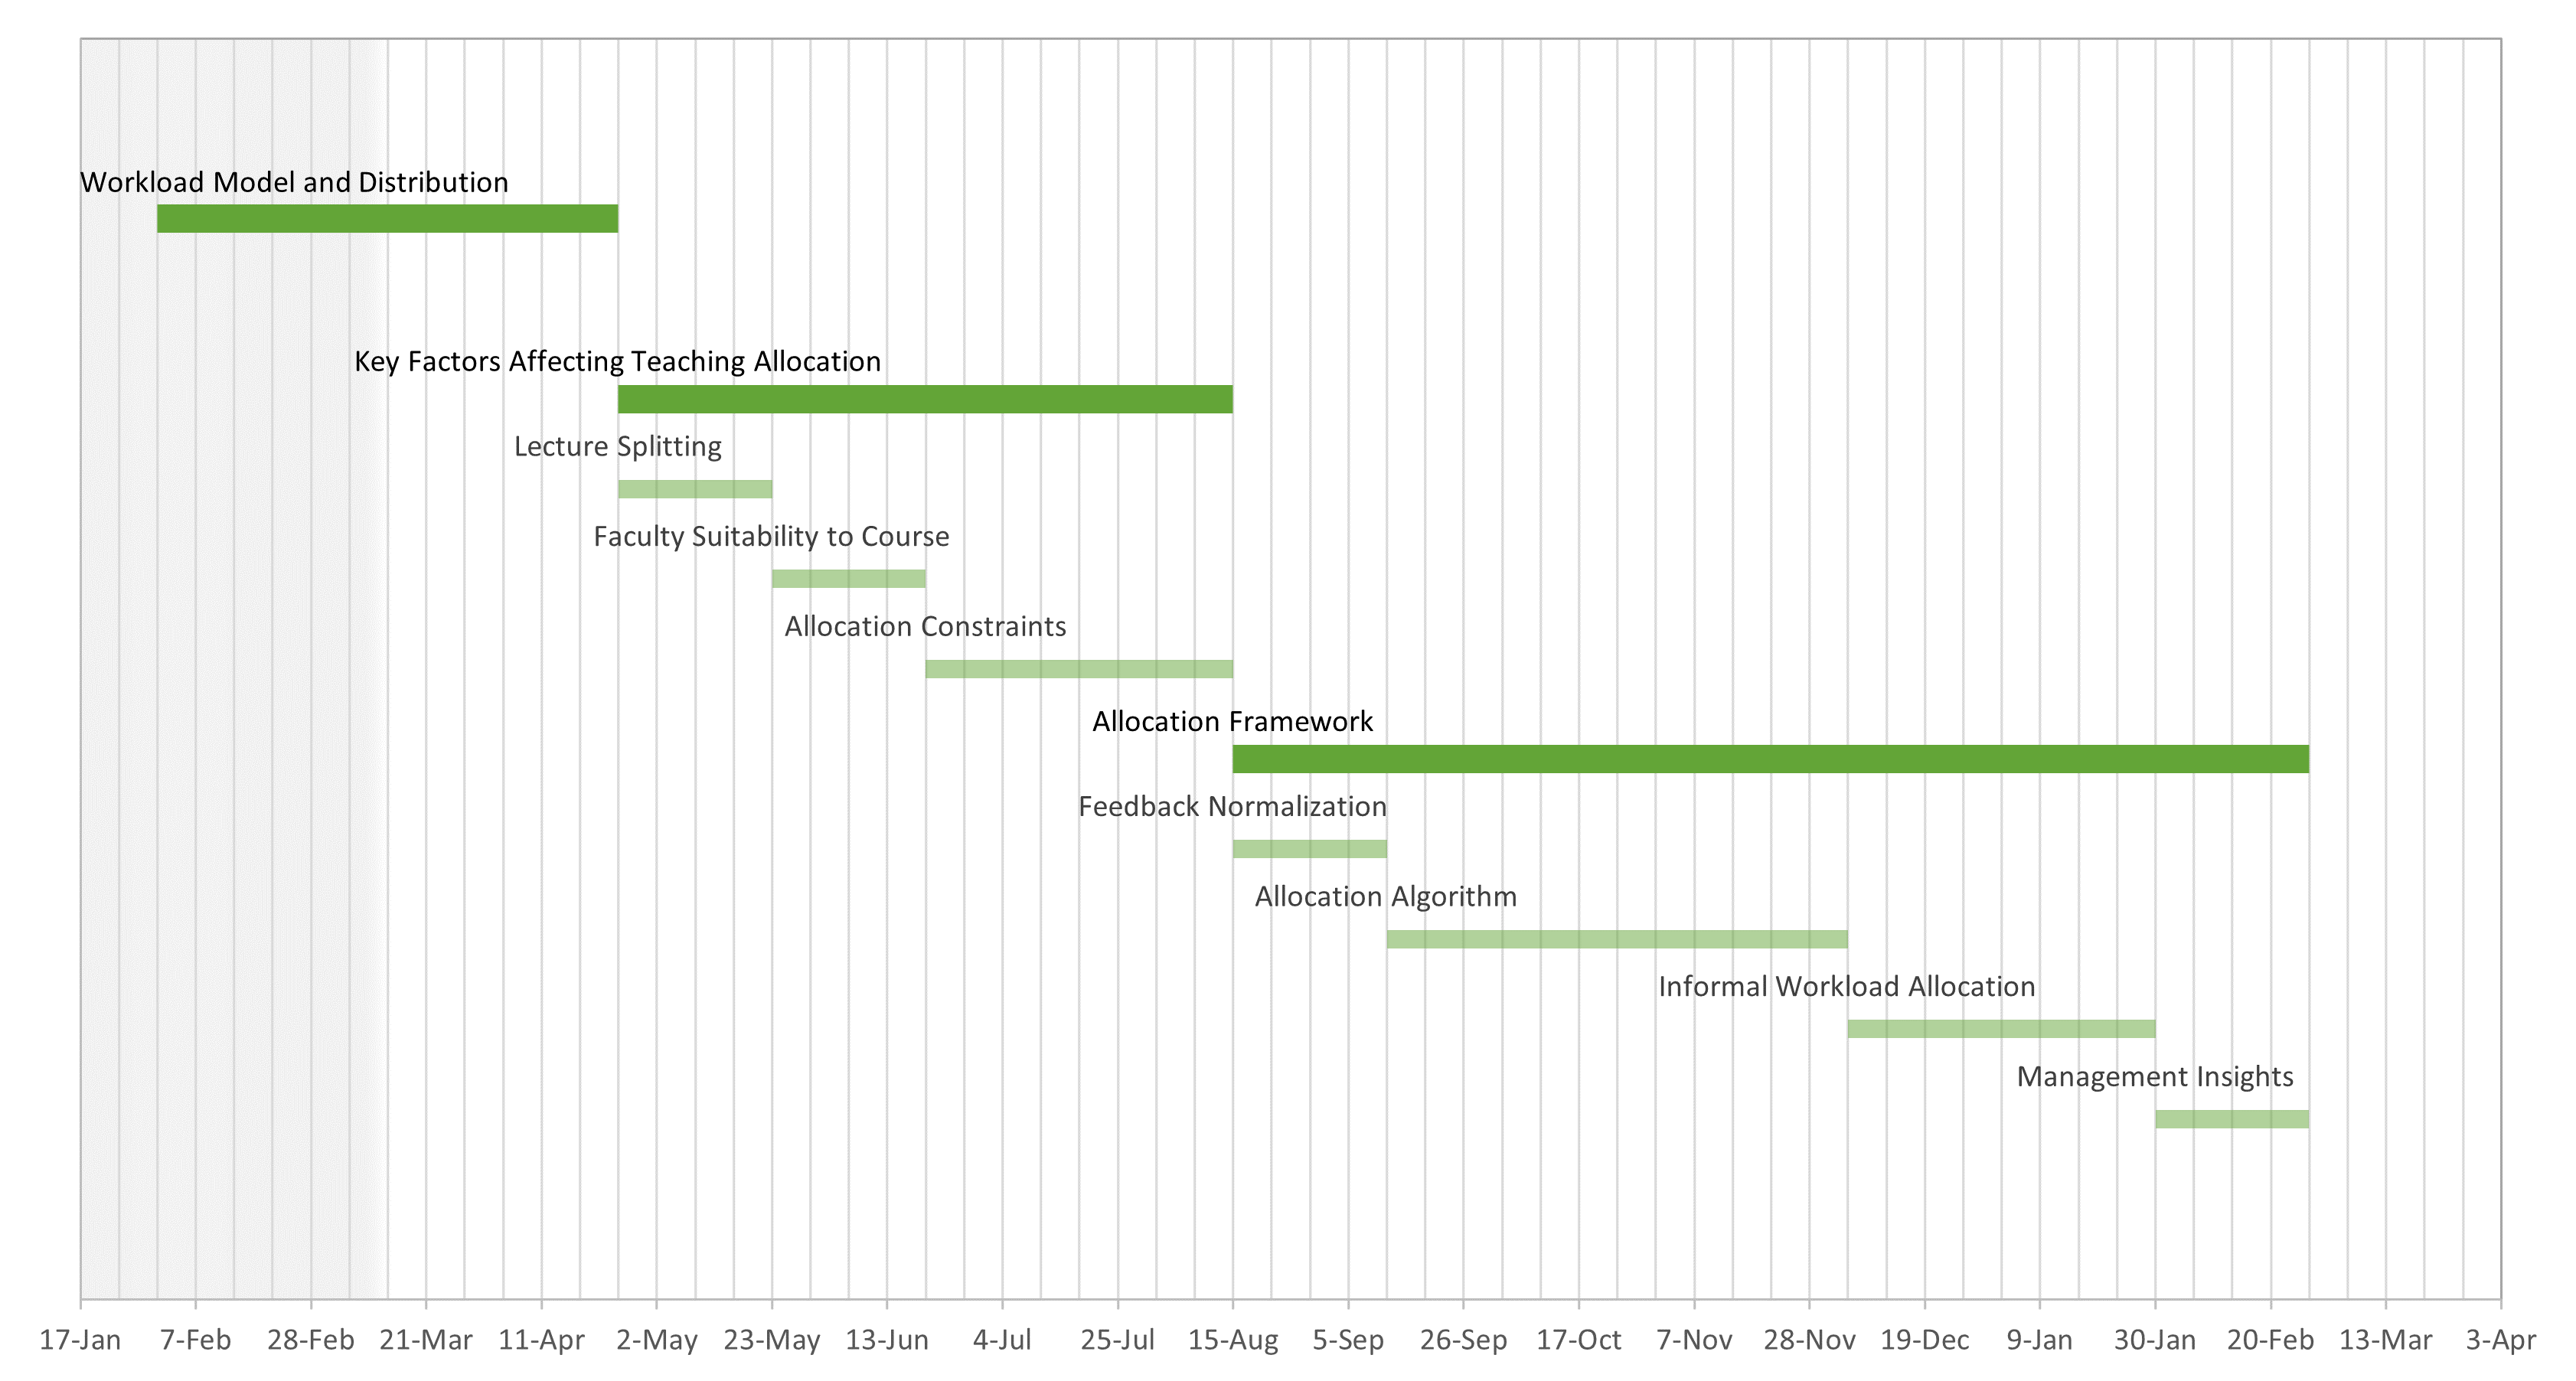 Workload Model and Distribution
Key Factors Affecting Teaching Allocation
Lecture Splitting
Faculty Suitability to Course
Allocation Constraints
Allocation Framework
Feedback Normalization
Allocation Algorithm
Informal Workload Allocation
Management Insights
17-Jan 7-Feb 28-Feb 21-Mar 11-Apr 2-May 23-May 13-Jun 4-Jul 25-Jul 15-Aug 5-Sep 26-Sep 17-Oct 7-Nov 28-Nov 19-Dec 9-Jan 30-Jan 20-Feb 13-Mar 3-Apr